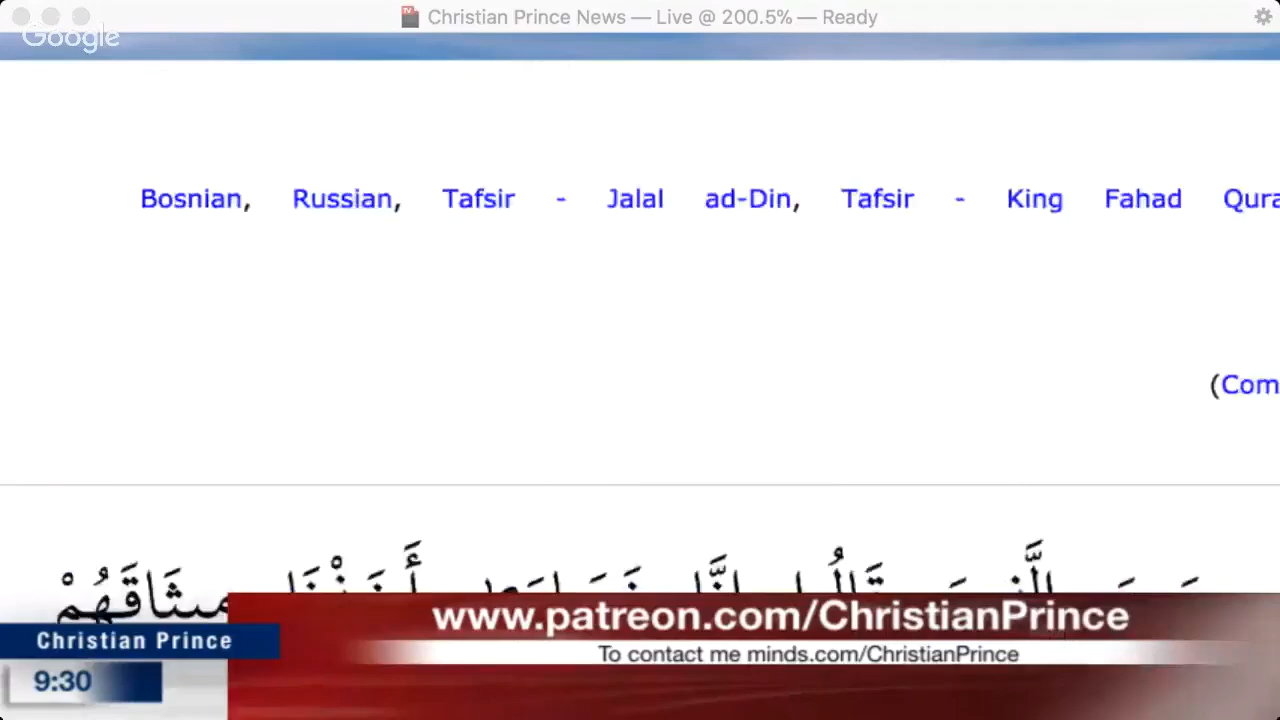 Christian Prince News — Live @ 200.5% — Ready
Google
Bosnian, Russian, Tafsir - Jalal ad-Din, Tafsir - King Fahad Qura
(Com
أَخَذْنَا مِيثَاقَهُمْ
www.patreon.com/ChristianPrince
Christian Prince
To contact me minds.com/ChristianPrince
9:30